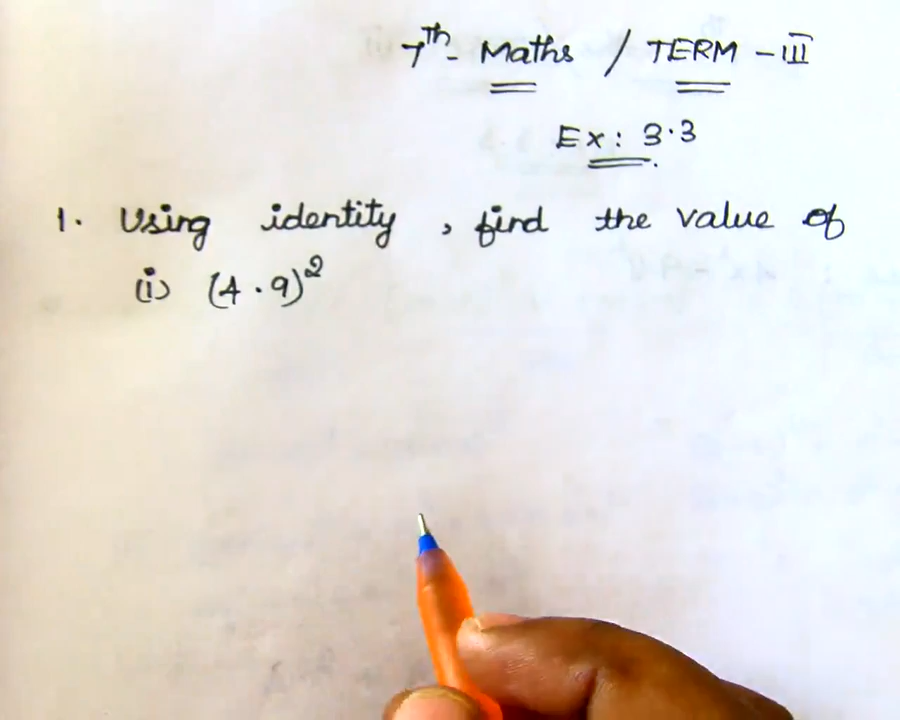 7th- Maths / TERM - III
Ex: 3.3
1. Using identity, find the value of
(i) (4.9)²